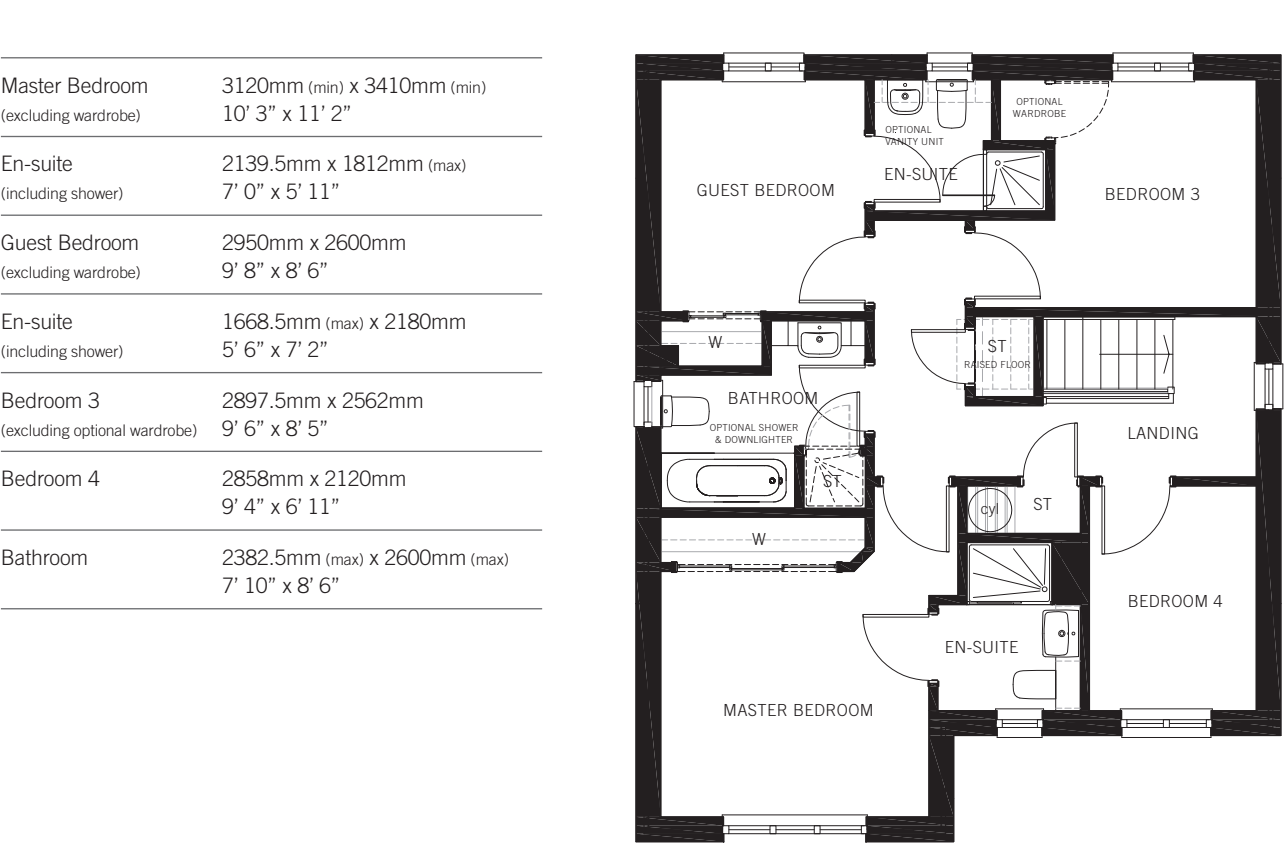 Master Bedroom 3120mm (min) x 3410mm (min)
(excluding wardrobe) 10’ 3” x 11’ 2”
En-suite 2139.5mm x 1812mm (max)
(including shower) 7’ 0” x 5’ 11”
Guest Bedroom 2950mm x 2600mm
(excluding wardrobe) 9’ 8” x 8’ 6”
En-suite 1668.5mm (max) x 2180mm
(including shower) 5’ 6” x 7’ 2”
Bedroom 3 2897.5mm x 2562mm
(excluding optional wardrobe) 9’ 6” x 8’ 5”
Bedroom 4 2858mm x 2120mm
9’ 4” x 6’ 11”
Bathroom 2382.5mm (max) x 2600mm (max)
7’ 10” x 8’ 6”
OPTIONAL
WARDROBE
OPTIONAL
VANITY UNIT
EN-SUITE
GUEST BEDROOM
BEDROOM 3
W
ST
RAISED FLOOR
BATHROOM
OPTIONAL SHOWER
& DOWNLIGHTER
LANDING
ST
cyl
ST
W
BEDROOM 4
EN-SUITE
MASTER BEDROOM